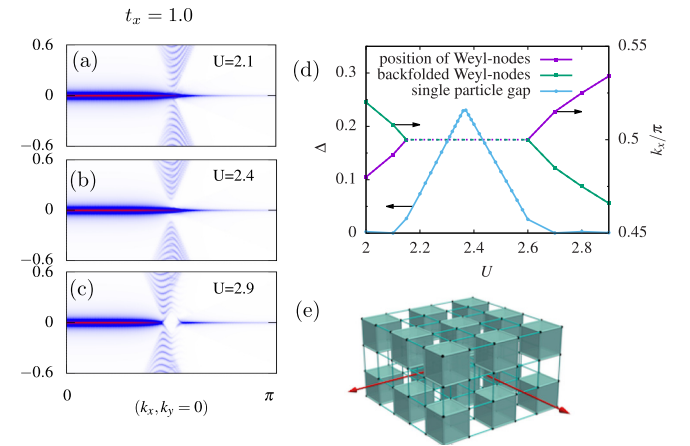 t_x = 1.0
0.6
(a)
U=2.1
0
−0.6
(b)
U=2.4
0
−0.6
0.6
(c)
U=2.9
0
−0.6
0
(k_x, k_y = 0)
π
(d)
position of Weyl-nodes
backfolded Weyl-nodes
single particle gap
0.3
0.2
0.1
0
Δ
0.55
0.5
0.45
k_x/π
2
2.2
2.4
2.6
2.8
U
(e)